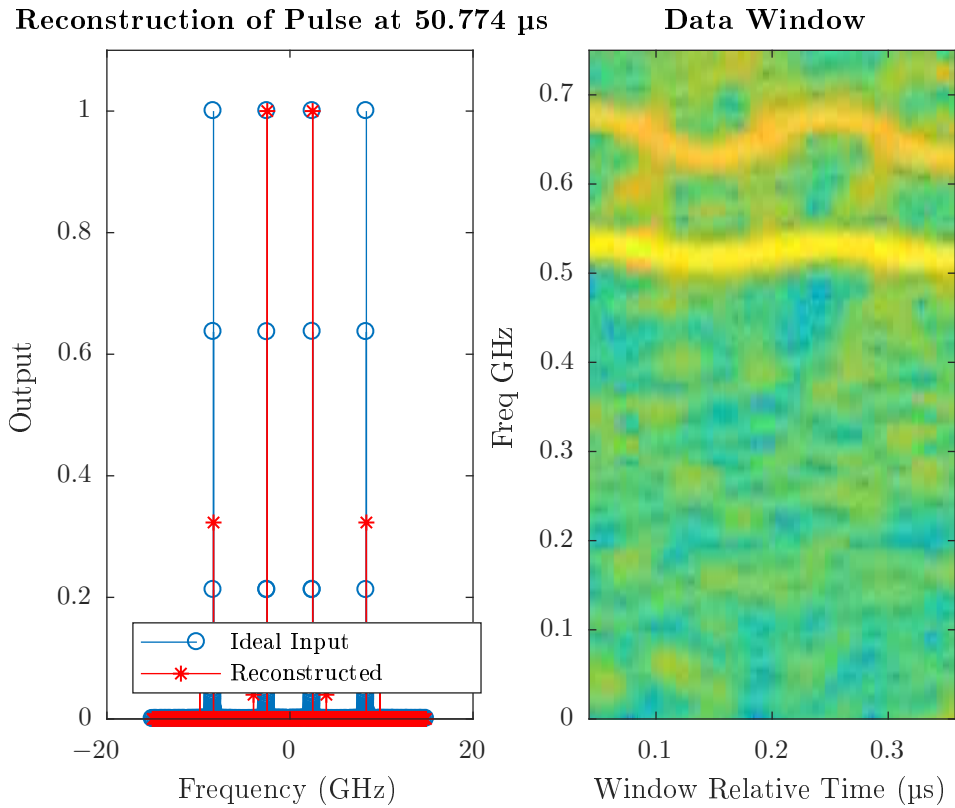 Reconstruction of Pulse at 50.774 µs
1
0.8
0.6
0.4
0.2
0
Output
−20
0
20
Frequency (GHz)
Ideal Input
Reconstructed
Data Window
0.7
0.6
0.5
0.4
0.3
0.2
0.1
0
Freq GHz
0.1
0.2
0.3
Window Relative Time (µs)